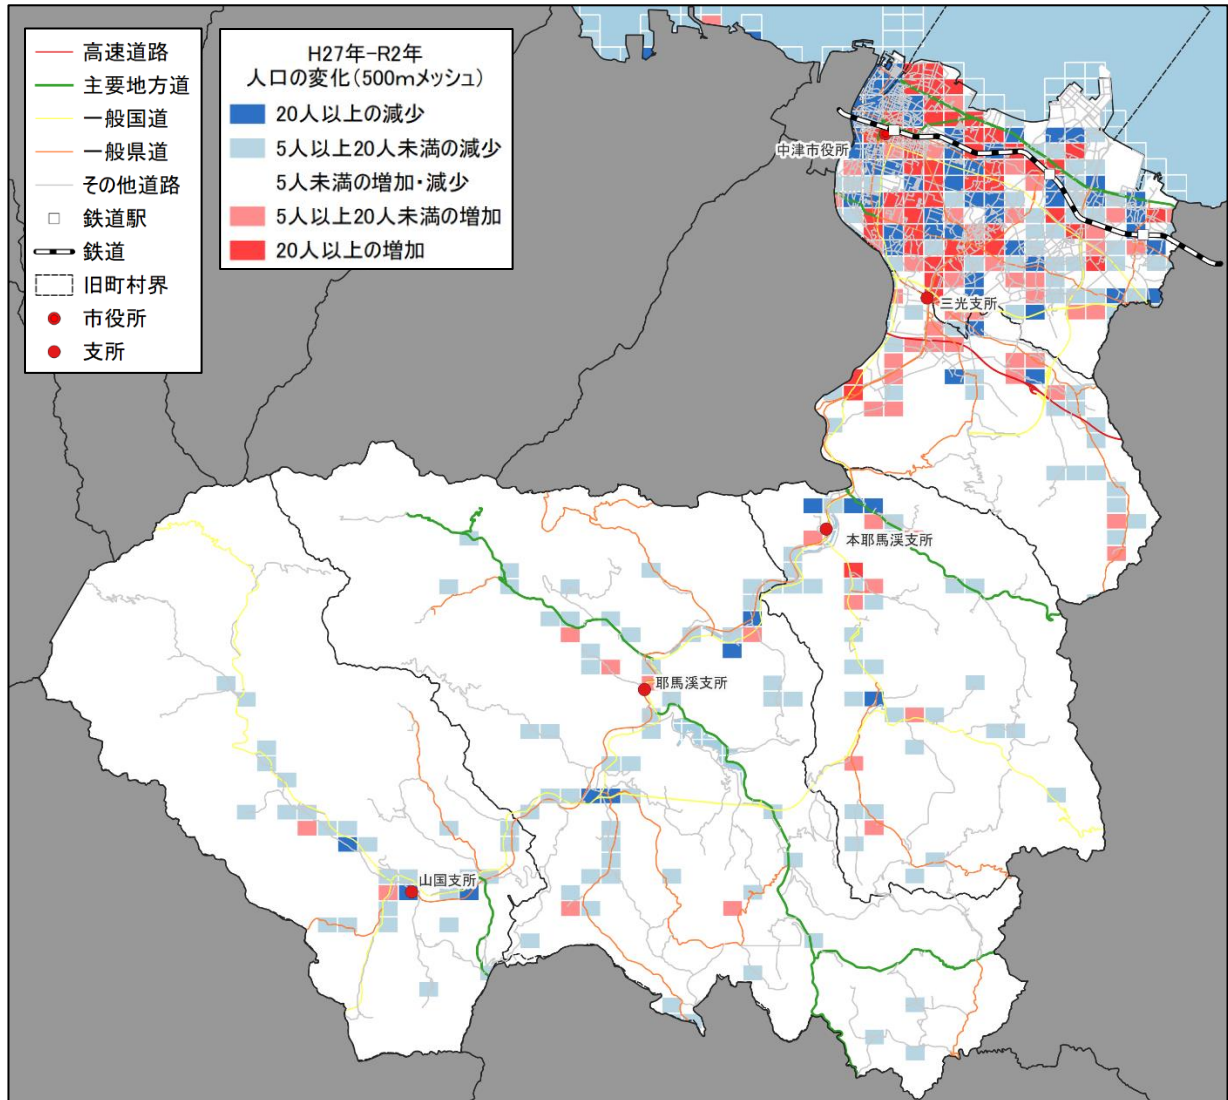 高速道路
主要地方道
一般国道
一般県道
その他道路
鉄道駅
鉄道
旧町村界
市役所
支所
H27年-R2年
人口の変化(500mメッシュ)
20人以上の減少
5人以上20人未満の減少
5人未満の増加・減少
5人以上20人未満の増加
20人以上の増加
中津市役所
三光支所
本耶馬渓支所
耶馬渓支所
山国支所